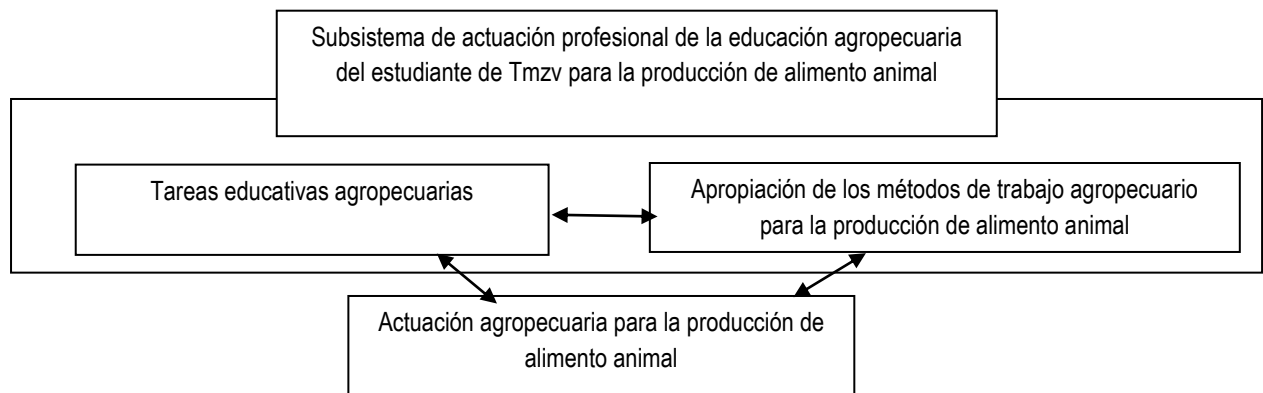 Subsistema de actuación profesional de la educación agropecuaria
del estudiante de Tmzv para la producción de alimento animal
Tareas educativas agropecuarias
Apropiación de los métodos de trabajo agropecuario
para la producción de alimento animal
Actuación agropecuaria para la producción de
alimento animal